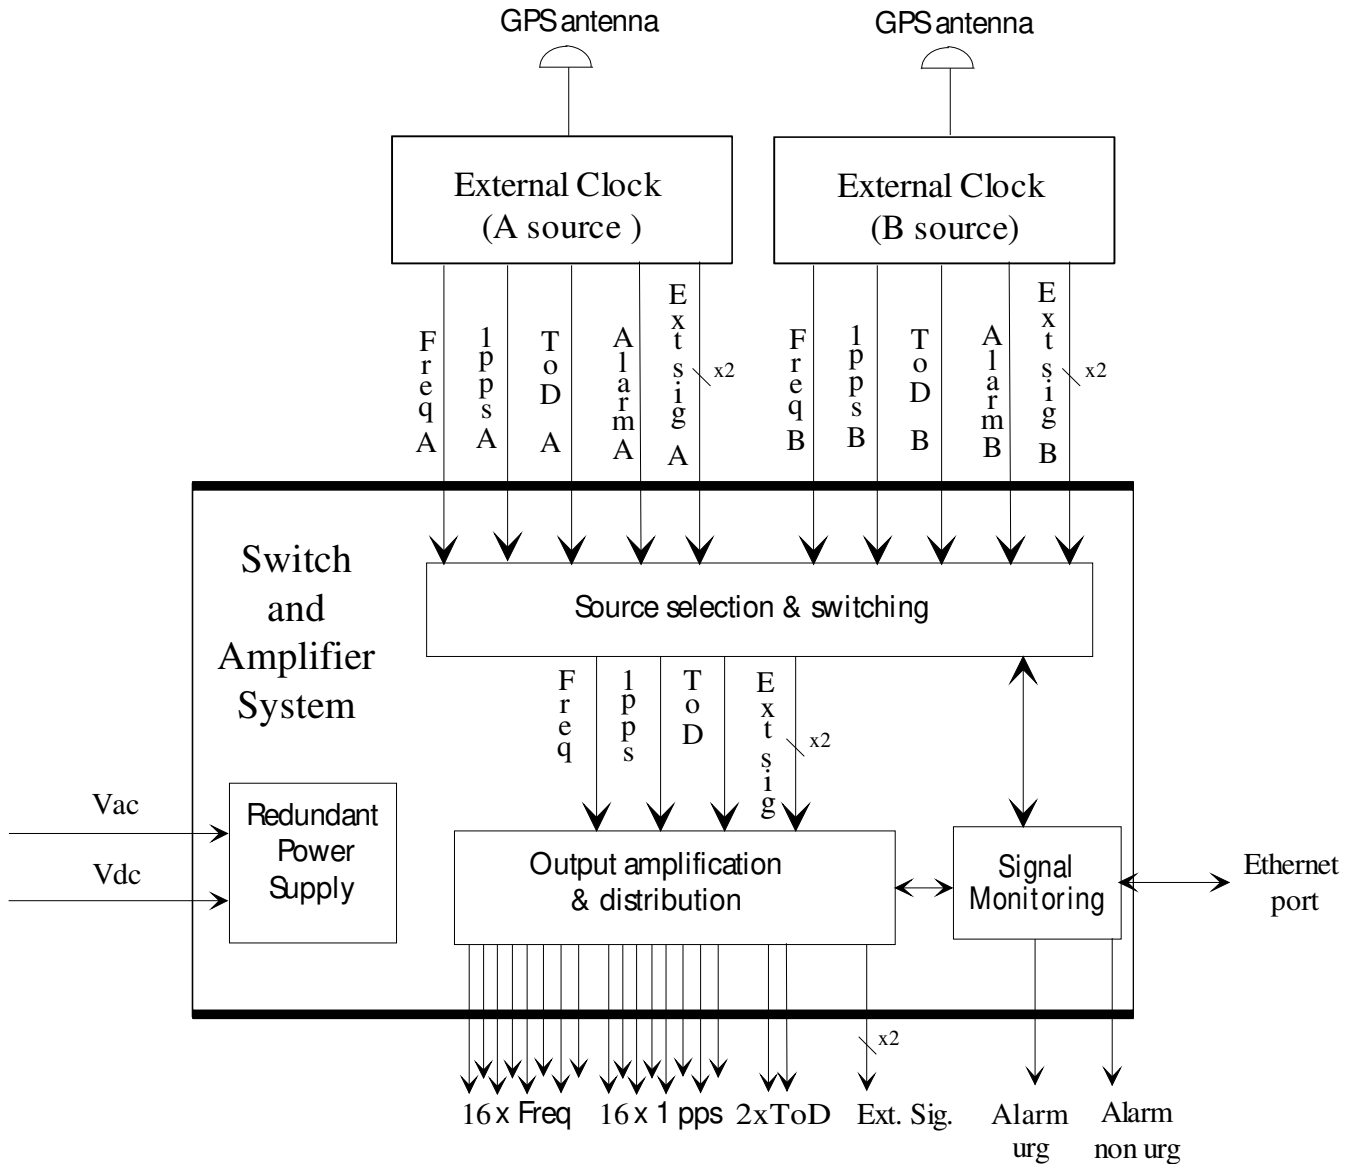 GPS antenna
GPS antenna
External Clock
(A source )
External Clock
(B source)
Freq A
1pps A
ToD A
Alarm A
Ext sig A
x2
Freq B
1pps B
ToD B
Alarm B
Ext sig B
x2
Switch
and
Amplifier
System
Source selection & switching
Freq
1pps
ToD
Ext sig
x2
Vac
Vdc
Redundant
Power
Supply
Output amplification
& distribution
Signal
Monitoring
Ethernet
port
x2
16 x Freq
16 x 1 pps
2xToD
Ext. Sig.
Alarm
urg
Alarm
non urg